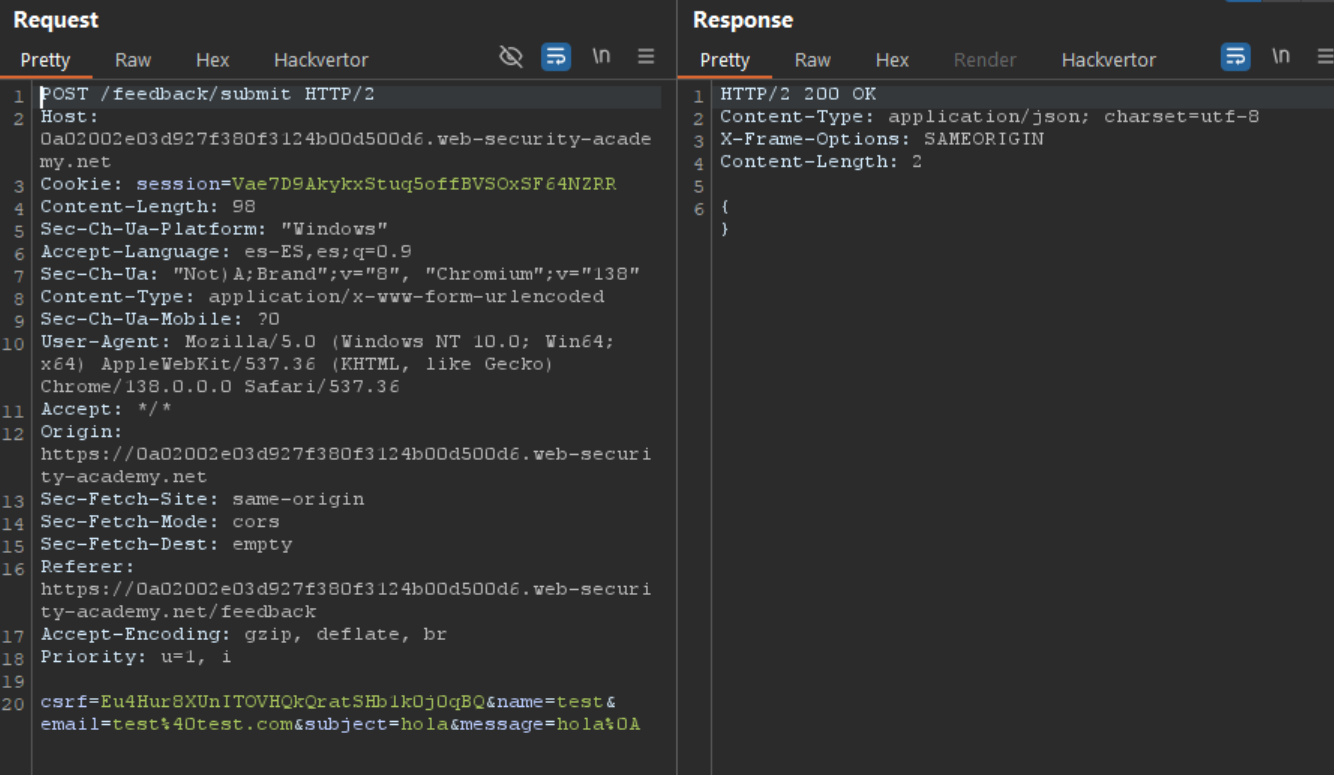 Request
Pretty Raw Hex Hackvertor \n
1 POST /feedback/submit HTTP/2
2 Host:
0a02002e03d927f380f3124b00d500d6.web-security-acade
my.net
3 Cookie: session=Vae7D9AkykxStuq5offBVSOxSF64NZRR
4 Content-Length: 98
5 Sec-Ch-Ua-Platform: "Windows"
6 Accept-Language: es-ES,es;q=0.9
7 Sec-Ch-Ua: "Not)A;Brand";v="8", "Chromium";v="138"
8 Content-Type: application/x-www-form-urlencoded
9 Sec-Ch-Ua-Mobile: ?0
10 User-Agent: Mozilla/5.0 (Windows NT 10.0; Win64;
x64) AppleWebKit/537.36 (KHTML, like Gecko)
Chrome/138.0.0.0 Safari/537.36
11 Accept: */*
12 Origin:
https://0a02002e03d927f380f3124b00d500d6.web-securi
ty-academy.net
13 Sec-Fetch-Site: same-origin
14 Sec-Fetch-Mode: cors
15 Sec-Fetch-Dest: empty
16 Referer:
https://0a02002e03d927f380f3124b00d500d6.web-securi
ty-academy.net/feedback
17 Accept-Encoding: gzip, deflate, br
18 Priority: u=1, i
19
20 csrf=Eu4Hur8XUnITOVHQkQratSHb1k0j0qBQ&name=test&
email=test%40test.com&subject=hola&message=hola%0A
Response
Pretty Raw Hex Render Hackvertor \n
1 HTTP/2 200 OK
2 Content-Type: application/json; charset=utf-8
3 X-Frame-Options: SAMEORIGIN
4 Content-Length: 2
5
6 {
}